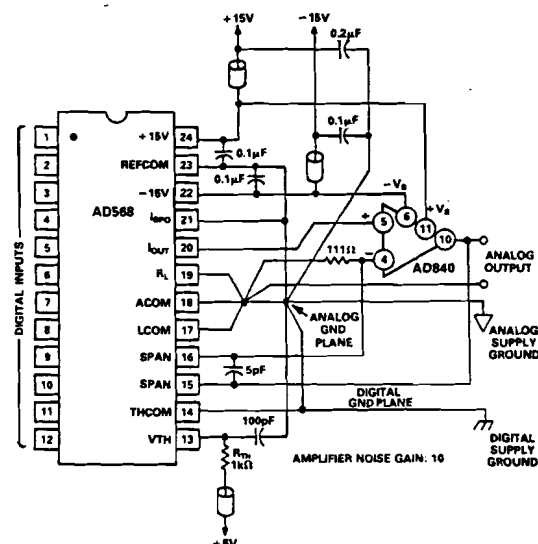 +15V
−15V
0.2μF
0.1μF
DIGITAL INPUTS
1
2
3
4
5
6
7
8
9
10
11
12
AD568
+15V 24
REFCOM 23
−15V 22
IBPO 21
IOUT 20
RL 19
ACOM 18
LCOM 17
SPAN 16
SPAN 15
THCOM 14
VTH 13
0.1μF
0.1μF
−VS
+VS
+ 5
6
11
10
− 4
AD840
111Ω
ANALOG
OUTPUT
ANALOG
GND
PLANE
ANALOG
SUPPLY
GROUND
5pF
DIGITAL
GND PLANE
100pF
RTH
1kΩ
AMPLIFIER NOISE GAIN: 10
DIGITAL
SUPPLY
GROUND
+5V